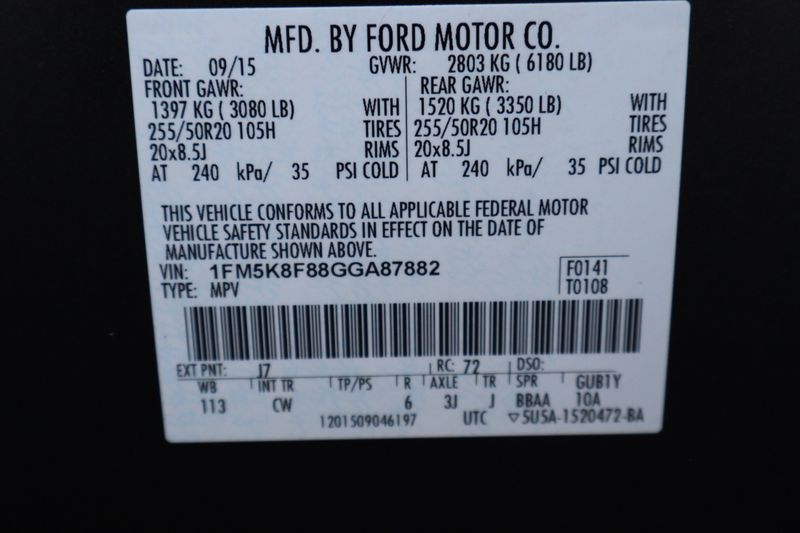 MFD. BY FORD MOTOR CO.
DATE: 09/15 GVWR: 2803 KG ( 6180 LB)
FRONT GAWR: REAR GAWR:
1397 KG ( 3080 LB) WITH 1520 KG ( 3350 LB) WITH
255/50R20 105H TIRES 255/50R20 105H TIRES
20x8.5J RIMS 20x8.5J RIMS
AT 240 kPa/ 35 PSI COLD AT 240 kPa/ 35 PSI COLD
THIS VEHICLE CONFORMS TO ALL APPLICABLE FEDERAL MOTOR
VEHICLE SAFETY STANDARDS IN EFFECT ON THE DATE OF
MANUFACTURE SHOWN ABOVE.
VIN: 1FM5K8F88GGA87882 F0141
TYPE: MPV T0108
EXT PNT: J7 RC: 72 DSO:
WB INT TR TP/PS R AXLE TR SPR GUB1Y
113 CW 6 3J J BBAA 10A
1201509046197 UTC ▽5U5A-1520472-BA